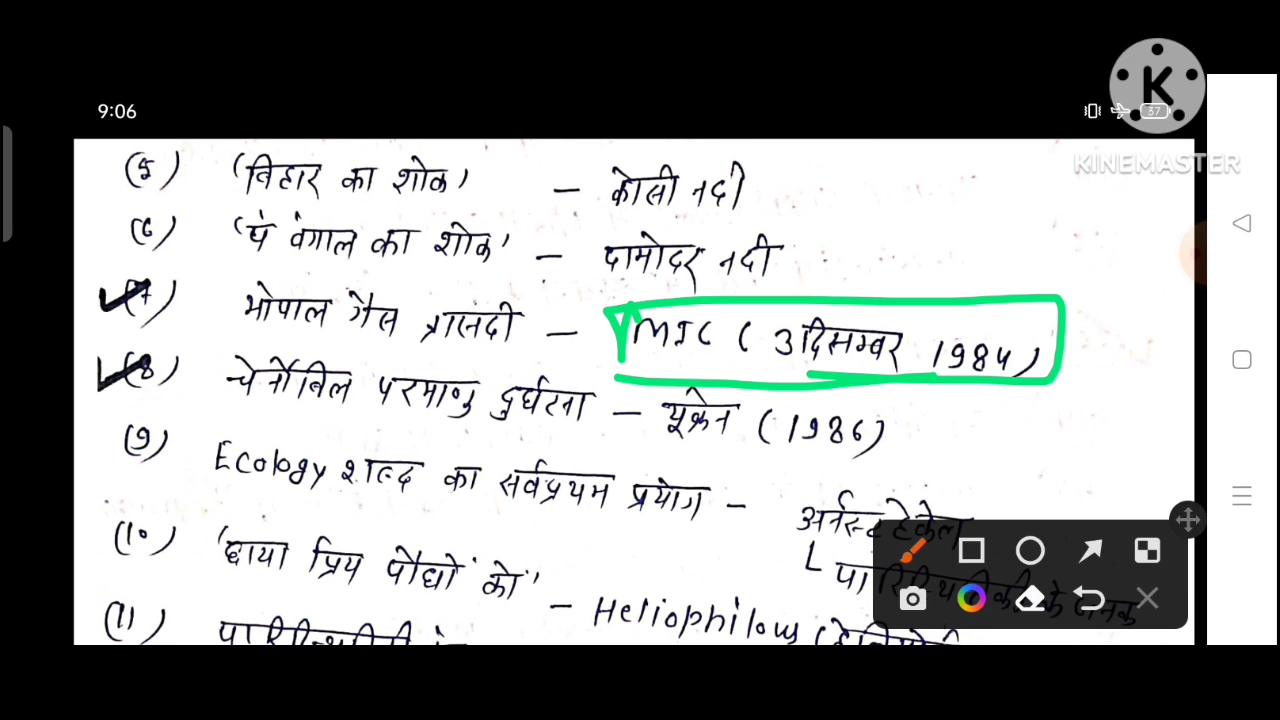 9:06
37
KINEMASTER
(5) 'बिहार का शोक' – कोसी नदी
(6) 'पं बंगाल का शोक' – दामोदर नदी
(7) भोपाल गैस त्रासदी – MIC ( 3 दिसम्बर 1984)
(8) चेर्नोबिल परमाणु दुर्घटना – यूक्रेन (1986)
(9) Ecology शब्द का सर्वप्रथम प्रयोग – अर्नस्ट हेकेल
(10) 'छाया प्रिय पौधों को' – Heliophilous
(11)